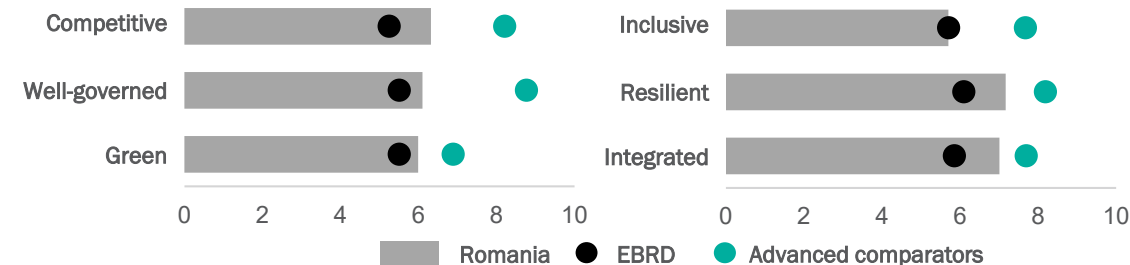 Competitive
Well-governed
Green
0 2 4 6 8 10
Inclusive
Resilient
Integrated
0 2 4 6 8 10
Romania EBRD Advanced comparators